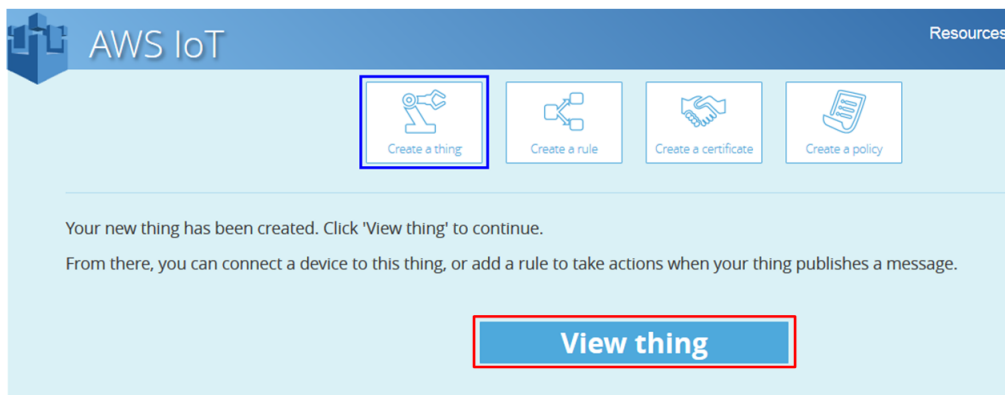 AWS IoT
Resources
Create a thing
Create a rule
Create a certificate
Create a policy
Your new thing has been created. Click 'View thing' to continue.
From there, you can connect a device to this thing, or add a rule to take actions when your thing publishes a message.
View thing